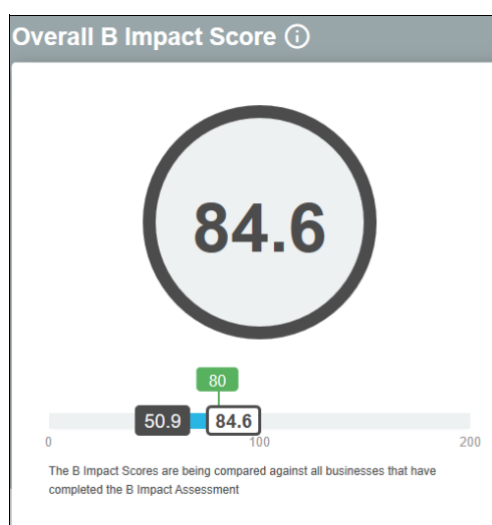 Overall B Impact Score
84.6
80
50.9 84.6
0 100 200
The B Impact Scores are being compared against all businesses that have
completed the B Impact Assessment